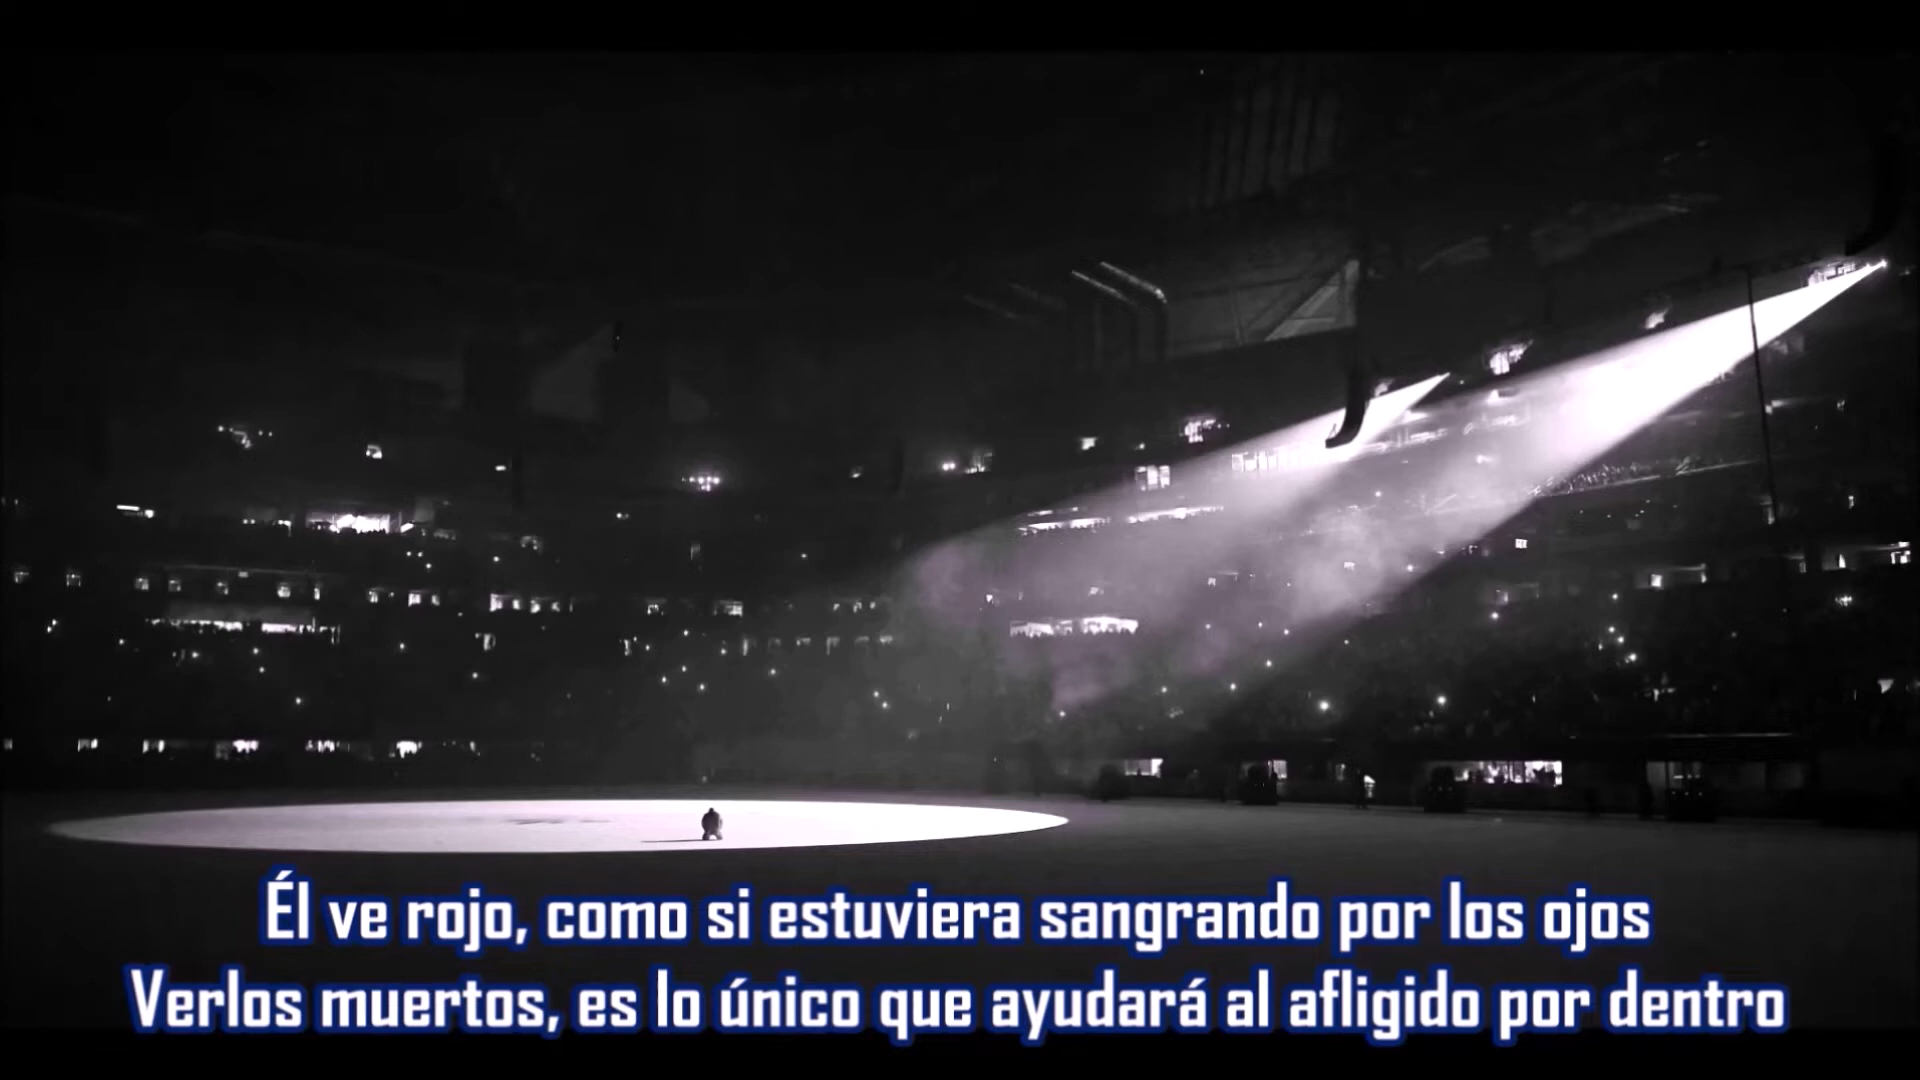 Él ve rojo, como si estuviera sangrando por los ojos
Verlos muertos, es lo único que ayudará al afligido por dentro